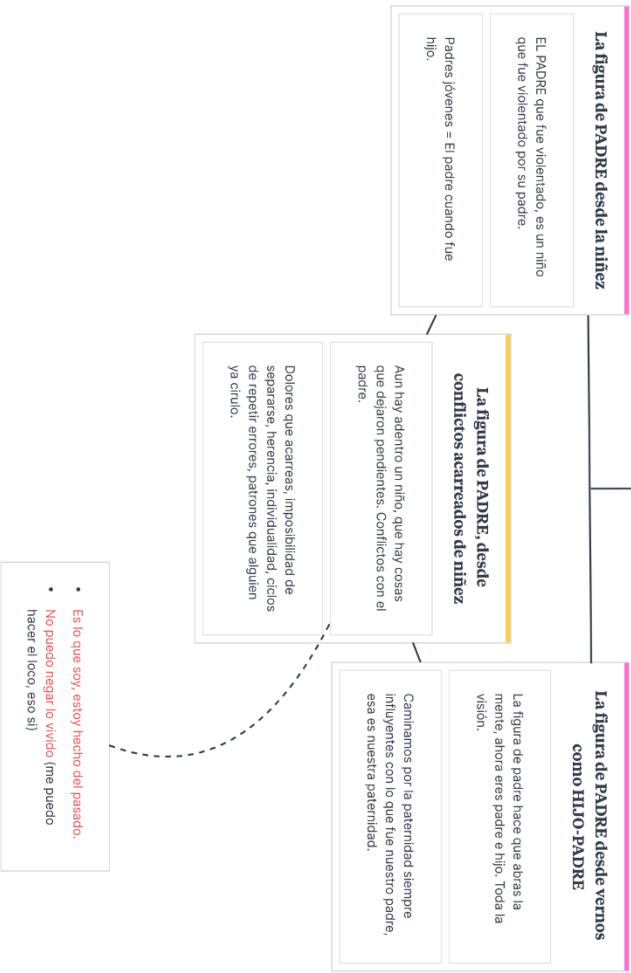 La figura de PADRE desde la niñez
EL PADRE que fue violentado, es un niño
que fue violentado por su padre.
Padres jóvenes = El padre cuando fue
hijo.
La figura de PADRE, desde
conflictos acarreados de niñez
Aun hay adentro un niño, que hay cosas
que dejaron pendientes. Conflictos con el
padre.
Dolores que acarreas, imposibilidad de
separarse, herencia, individualidad, ciclos
de repetir errores, patrones que alguien
ya cirulo.
La figura de PADRE desde vernos
como HIJO-PADRE
La figura de padre hace que abras la
mente, ahora eres padre e hijo. Toda la
visión.
Caminamos por la paternidad siempre
influyentes con lo que fue nuestro padre,
esa es nuestra paternidad.
• Es lo que soy, estoy hecho del pasado.
• No puedo negar lo vivido (me puedo
hacer el loco, eso si)